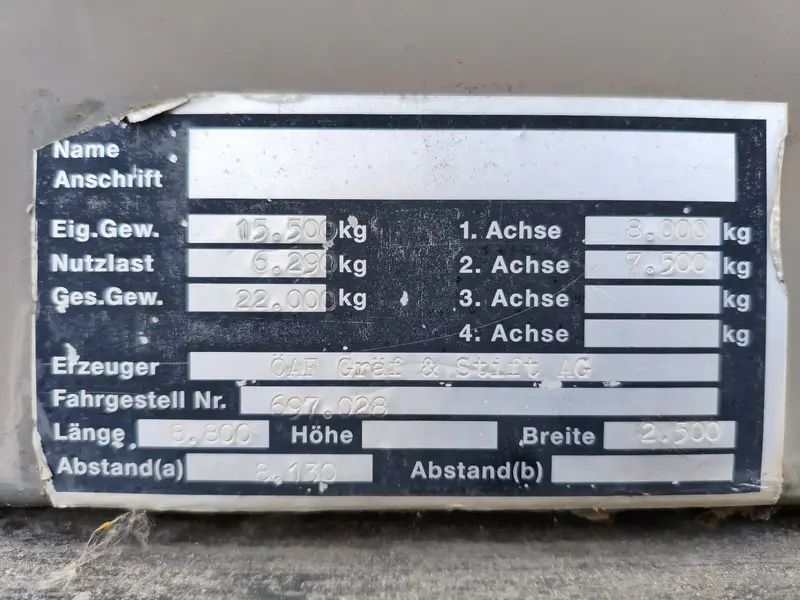 Name
Anschrift
Eig.Gew. 15.500 kg 1. Achse 8.000 kg
Nutzlast 6.290 kg 2. Achse 7.500 kg
Ges.Gew. 22.000 kg 3. Achse kg
4. Achse kg
Erzeuger ÖAF Gräf & Stift AG
Fahrgestell Nr. 697.028
Länge 8.800 Höhe Breite 2.500
Abstand(a) 8.130 Abstand(b)